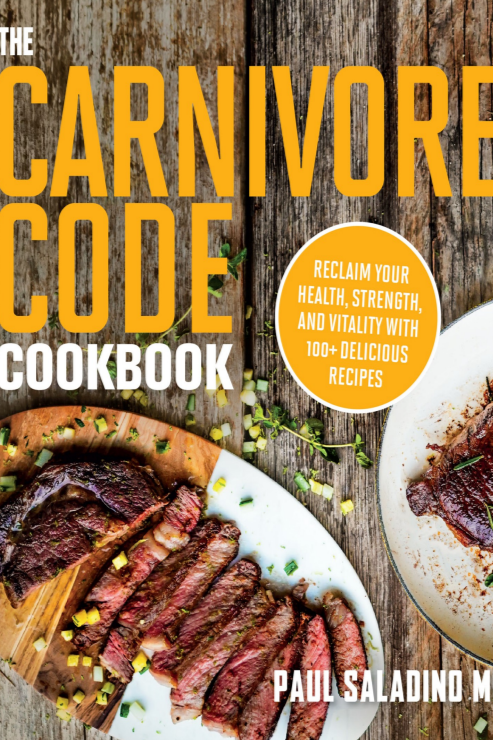 THE
CARNIVORE
CODE
COOKBOOK
RECLAIM YOUR
HEALTH, STRENGTH,
AND VITALITY WITH
100+ DELICIOUS
RECIPES
PAUL SALADINO M